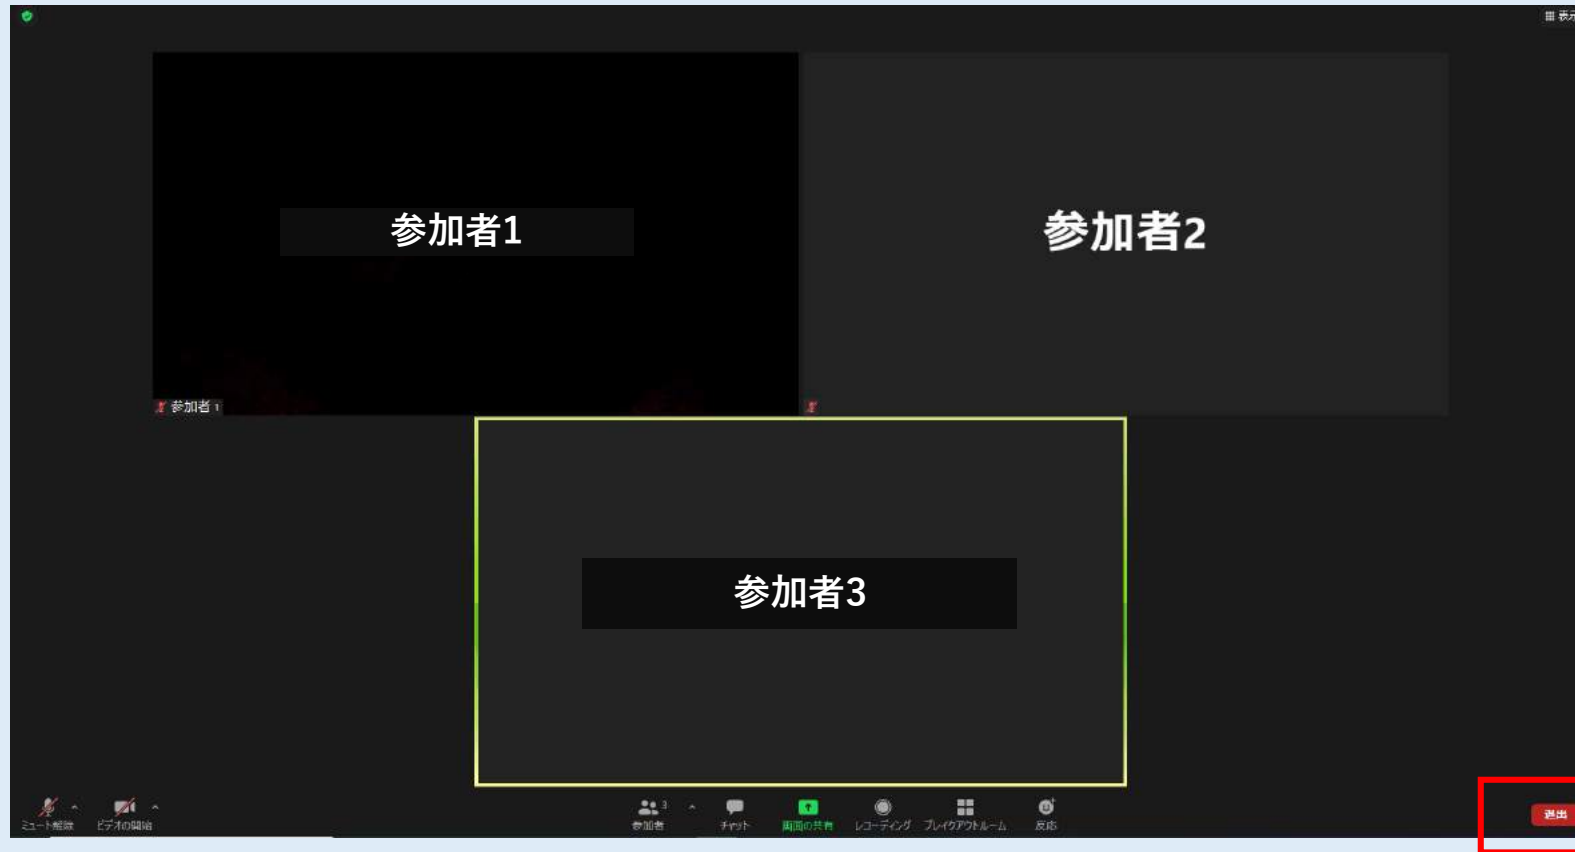 表示
参加者1
参加者2
参加者 1
参加者3
ミュート解除
ビデオの開始
3
参加者
チャット
画面の共有
レコーディング
ブレイクアウトルーム
反応
退出